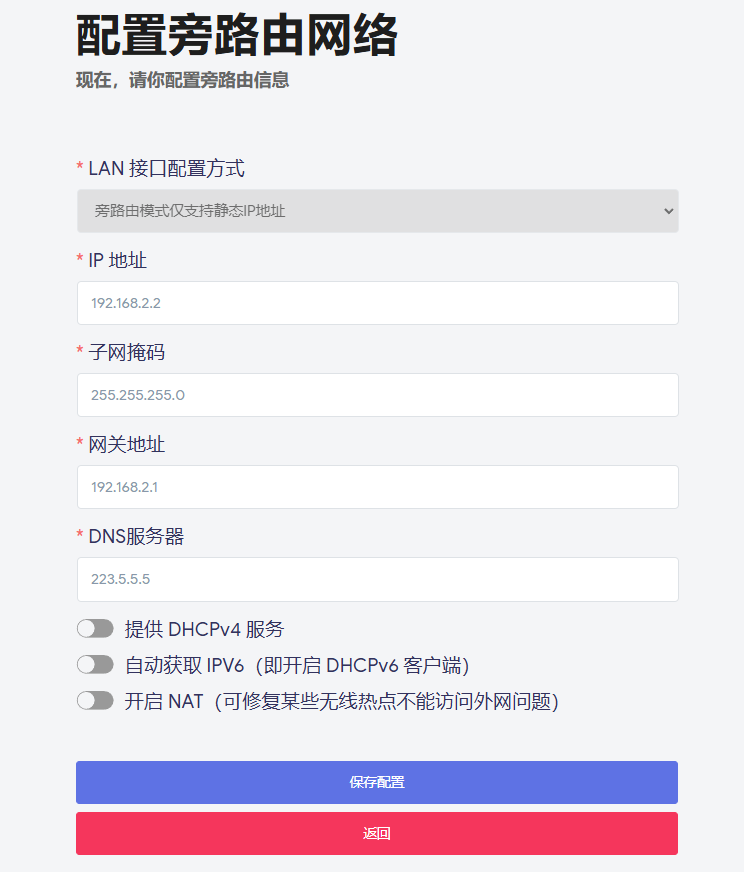 配置旁路由网络
现在，请你配置旁路由信息
* LAN 接口配置方式
旁路由模式仅支持静态IP地址
* IP 地址
192.168.2.2
* 子网掩码
255.255.255.0
* 网关地址
192.168.2.1
* DNS服务器
223.5.5.5
提供 DHCPv4 服务
自动获取 IPV6（即开启 DHCPv6 客户端）
开启 NAT（可修复某些无线热点不能访问外网问题）
保存配置
返回